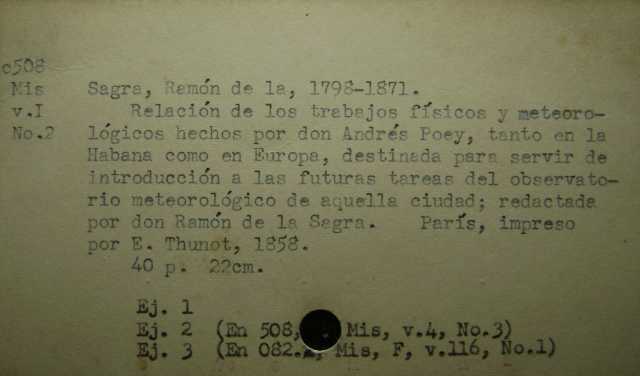 c508
Mis Sagra, Ramón de la, 1798-1871.
v.I Relación de los trabajos físicos y meteoro-
No.2 lógicos hechos por don Andrés Poey, tanto en la
Habana como en Europa, destinada para servir de
introducción a las futuras tareas del observato-
rio meteorológico de aquella ciudad; redactada
por don Ramón de la Sagra. París, impreso
por E. Thunot, 1858.
40 p. 22cm.
Ej. 1
Ej. 2 (En 508, Mis, v.4, No.3)
Ej. 3 (En 082. Mis, F, v.116, No.1)